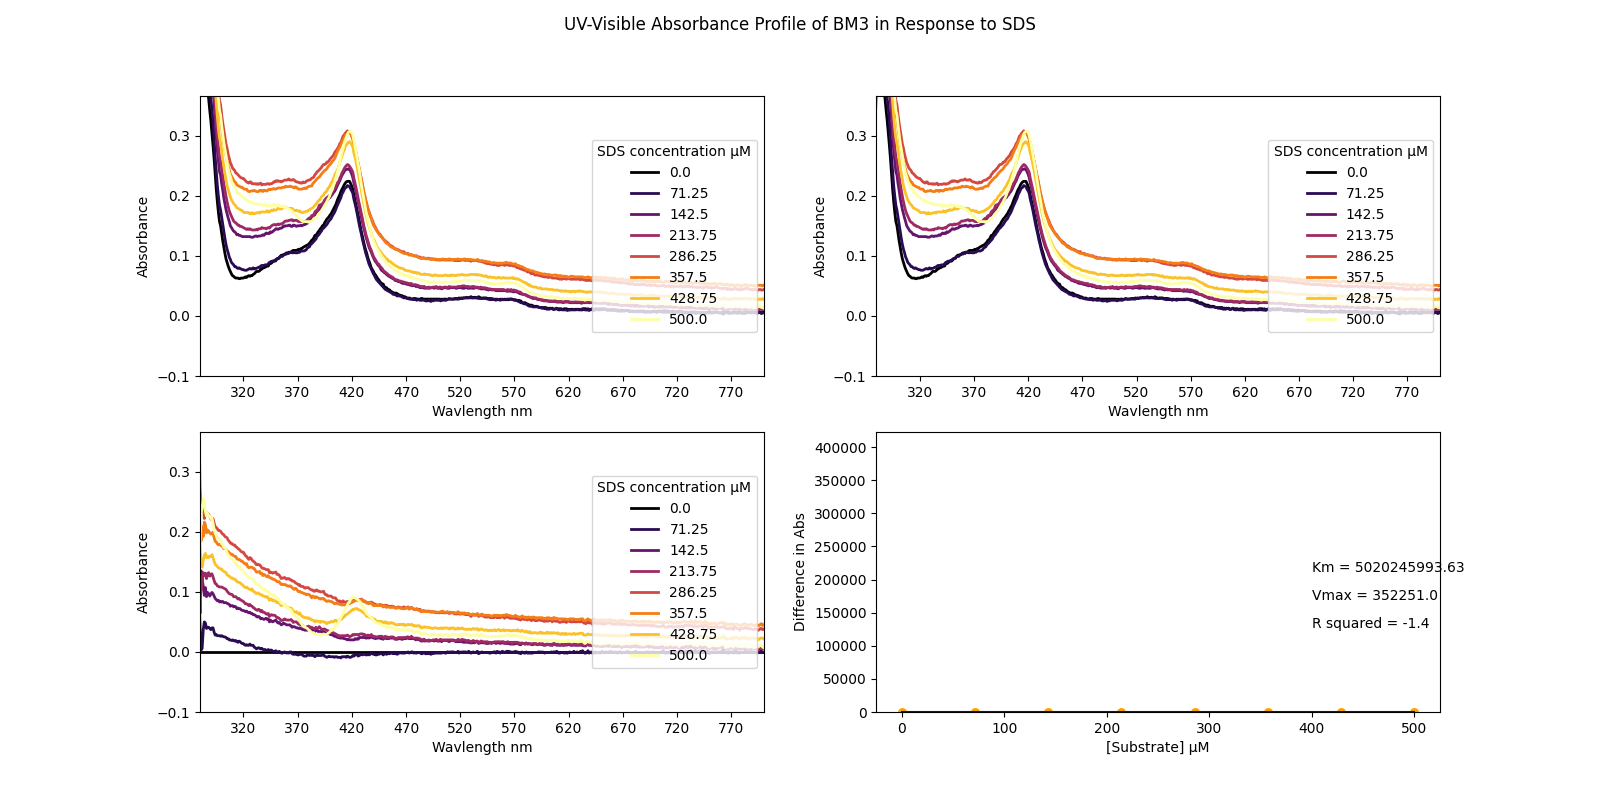 UV-Visible Absorbance Profile of BM3 in Response to SDS
Absorbance
0.3
0.2
0.1
0.0
−0.1
SDS concentration μM
0.0
71.25
142.5
213.75
286.25
357.5
428.75
500.0
320 370 420 470 520 570 620 670 720 770
Wavlength nm
Absorbance
0.3
0.2
0.1
0.0
−0.1
SDS concentration μM
0.0
71.25
142.5
213.75
286.25
357.5
428.75
500.0
320 370 420 470 520 570 620 670 720 770
Wavlength nm
Absorbance
0.3
0.2
0.1
0.0
−0.1
SDS concentration μM
0.0
71.25
142.5
213.75
286.25
357.5
428.75
500.0
320 370 420 470 520 570 620 670 720 770
Wavlength nm
Difference in Abs
400000
350000
300000
250000
200000
150000
100000
50000
0
Km = 5020245993.63
Vmax = 352251.0
R squared = -1.4
0 100 200 300 400 500
[Substrate] μM